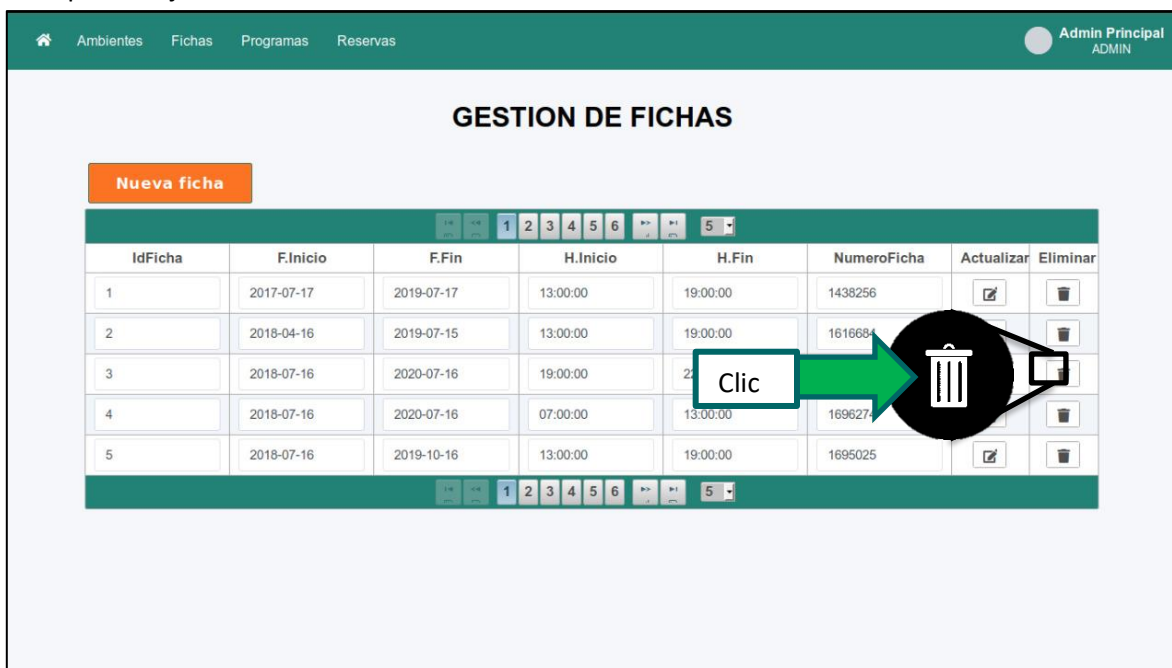 Ambientes Fichas Programas Reservas Admin Principal
ADMIN
GESTION DE FICHAS
Nueva ficha
1 2 3 4 5 6 5
IdFicha F.Inicio F.Fin H.Inicio H.Fin NumeroFicha Actualizar Eliminar
1 2017-07-17 2019-07-17 13:00:00 19:00:00 1438256
2 2018-04-16 2019-07-15 13:00:00 19:00:00 1616684
3 2018-07-16 2020-07-16 19:00:00
Clic
4 2018-07-16 2020-07-16 07:00:00 13:00:00 1696274
5 2018-07-16 2019-10-16 13:00:00 19:00:00 1695025
1 2 3 4 5 6 5